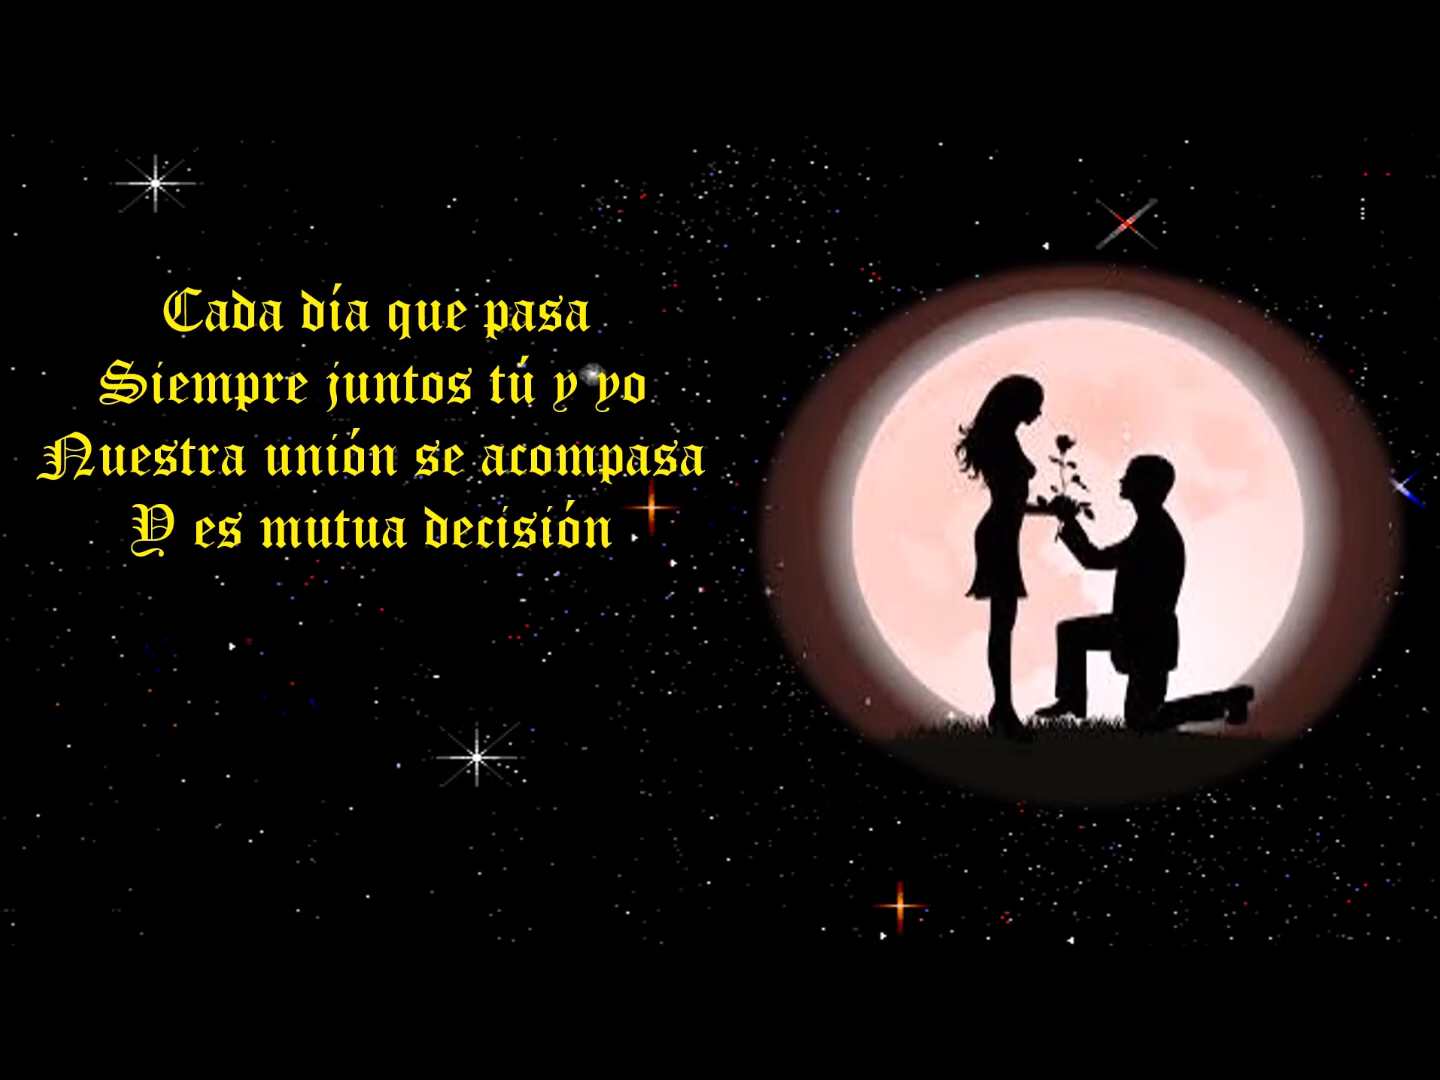 Cada día que pasa
Siempre juntos tú y yo
Nuestra unión se acompasa
Y es mutua decisión